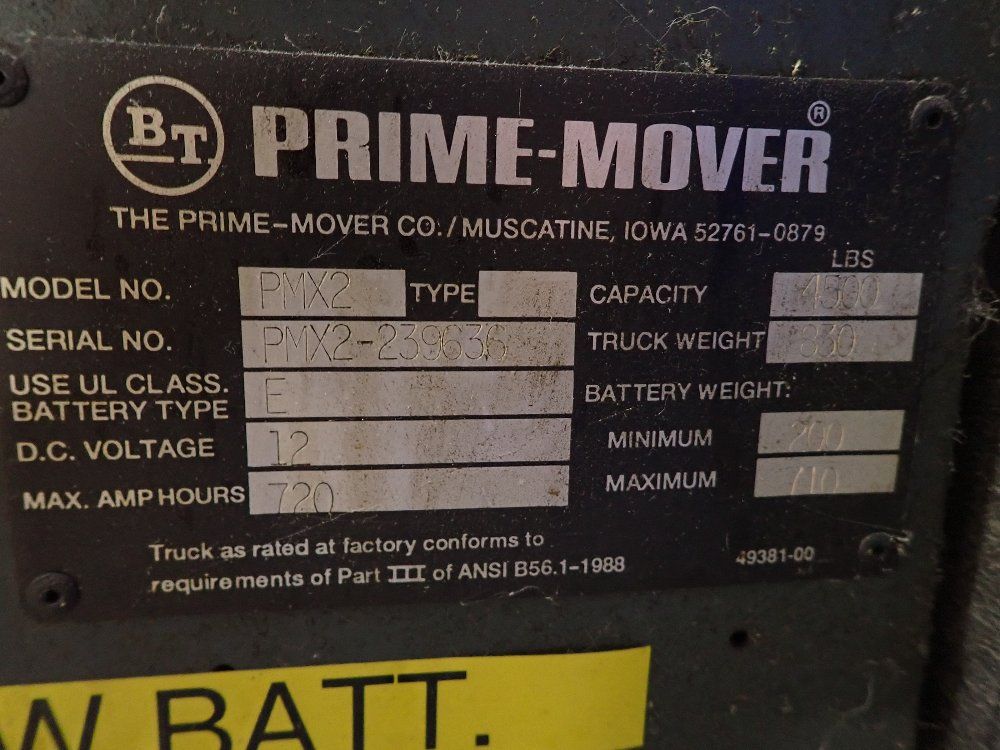 BT PRIME-MOVER®
THE PRIME-MOVER CO./MUSCATINE, IOWA 52761-0879
LBS
MODEL NO. PMX2 TYPE CAPACITY 4500
SERIAL NO. PMX2-239636 TRUCK WEIGHT 830
USE UL CLASS.
BATTERY TYPE E BATTERY WEIGHT:
D.C. VOLTAGE 12 MINIMUM 200
MAX. AMP HOURS 720 MAXIMUM 710
Truck as rated at factory conforms to
requirements of Part III of ANSI B56.1-1988
49381-00
W BATT.